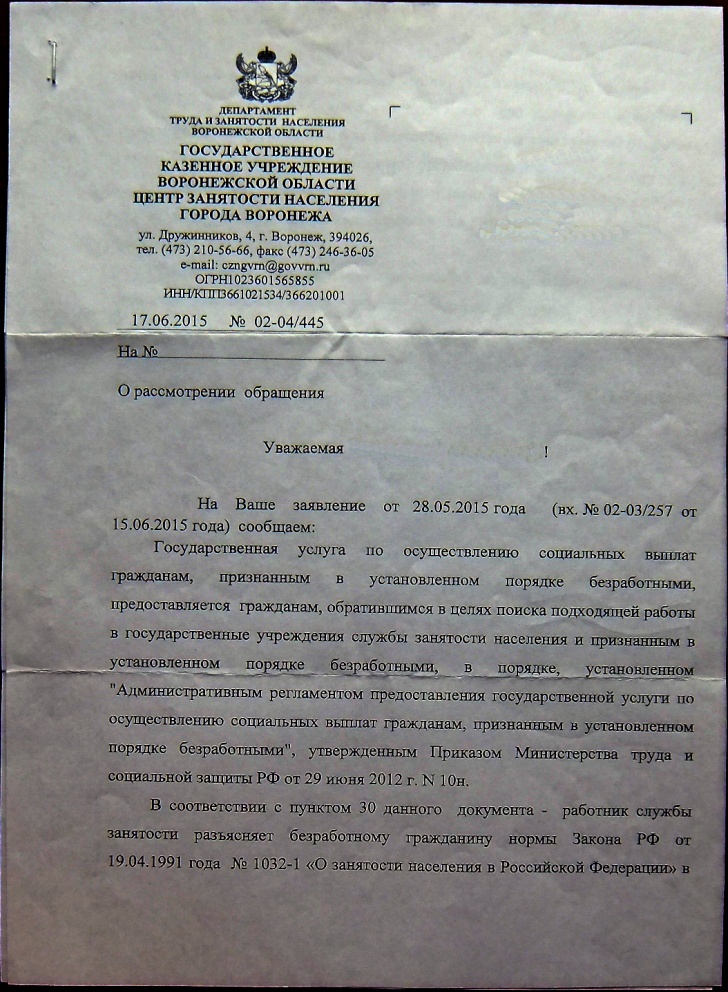 ДЕПАРТАМЕНТ
ТРУДА И ЗАНЯТОСТИ НАСЕЛЕНИЯ
ВОРОНЕЖСКОЙ ОБЛАСТИ
ГОСУДАРСТВЕННОЕ
КАЗЕННОЕ УЧРЕЖДЕНИЕ
ВОРОНЕЖСКОЙ ОБЛАСТИ
ЦЕНТР ЗАНЯТОСТИ НАСЕЛЕНИЯ
ГОРОДА ВОРОНЕЖА
ул. Дружинников, 4, г. Воронеж, 394026,
тел. (473) 210-56-66, факс (473) 246-36-05
e-mail: czngvrn@govvrn.ru
ОГРН1023601565855
ИНН/КПП3661021534/366201001
17.06.2015 № 02-04/445
На №
О рассмотрении обращения
Уважаемая !
На Ваше заявление от 28.05.2015 года (вх. № 02-03/257 от
15.06.2015 года) сообщаем:
Государственная услуга по осуществлению социальных выплат
гражданам, признанным в установленном порядке безработными,
предоставляется гражданам, обратившимся в целях поиска подходящей работы
в государственные учреждения службы занятости населения и признанным в
установленном порядке безработными, в порядке, установленном
"Административным регламентом предоставления государственной услуги по
осуществлению социальных выплат гражданам, признанным в установленном
порядке безработными", утвержденным Приказом Министерства труда и
социальной защиты РФ от 29 июня 2012 г. N 10н.
В соответствии с пунктом 30 данного документа - работник службы
занятости разъясняет безработному гражданину нормы Закона РФ от
19.04.1991 года № 1032-1 «О занятости населения в Российской Федерации» в